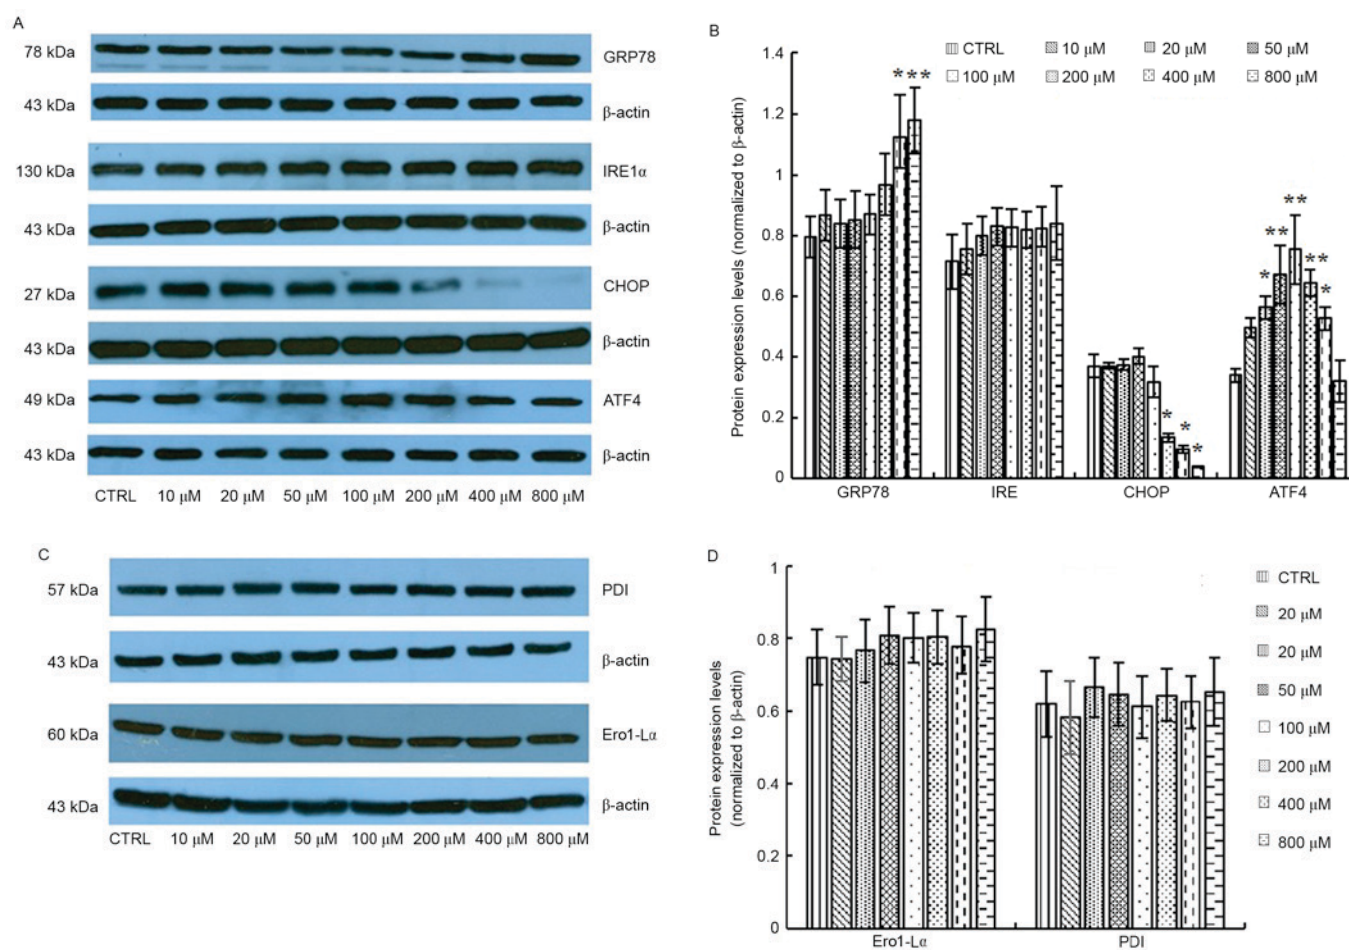 A
78 kDa
GRP78
43 kDa
β-actin
130 kDa
IRE1α
43 kDa
β-actin
27 kDa
CHOP
43 kDa
β-actin
49 kDa
ATF4
43 kDa
β-actin
CTRL 10 μM 20 μM 50 μM 100 μM 200 μM 400 μM 800 μM
B
CTRL 10 μM 20 μM 50 μM
100 μM 200 μM 400 μM 800 μM
Protein expression levels (normalized to β-actin)
1.4
1.2
1
0.8
0.6
0.4
0.2
0
* **
* * *
* ** ** ** *
GRP78 IRE CHOP ATF4
C
57 kDa
PDI
43 kDa
β-actin
60 kDa
Ero1-Lα
43 kDa
β-actin
CTRL 10 μM 20 μM 50 μM 100 μM 200 μM 400 μM 800 μM
D
Protein expression levels
(normalized to β-actin)
1
0.8
0.6
0.4
0.2
0
CTRL
20 μM
20 μM
50 μM
100 μM
200 μM
400 μM
800 μM
Ero1-Lα PDI